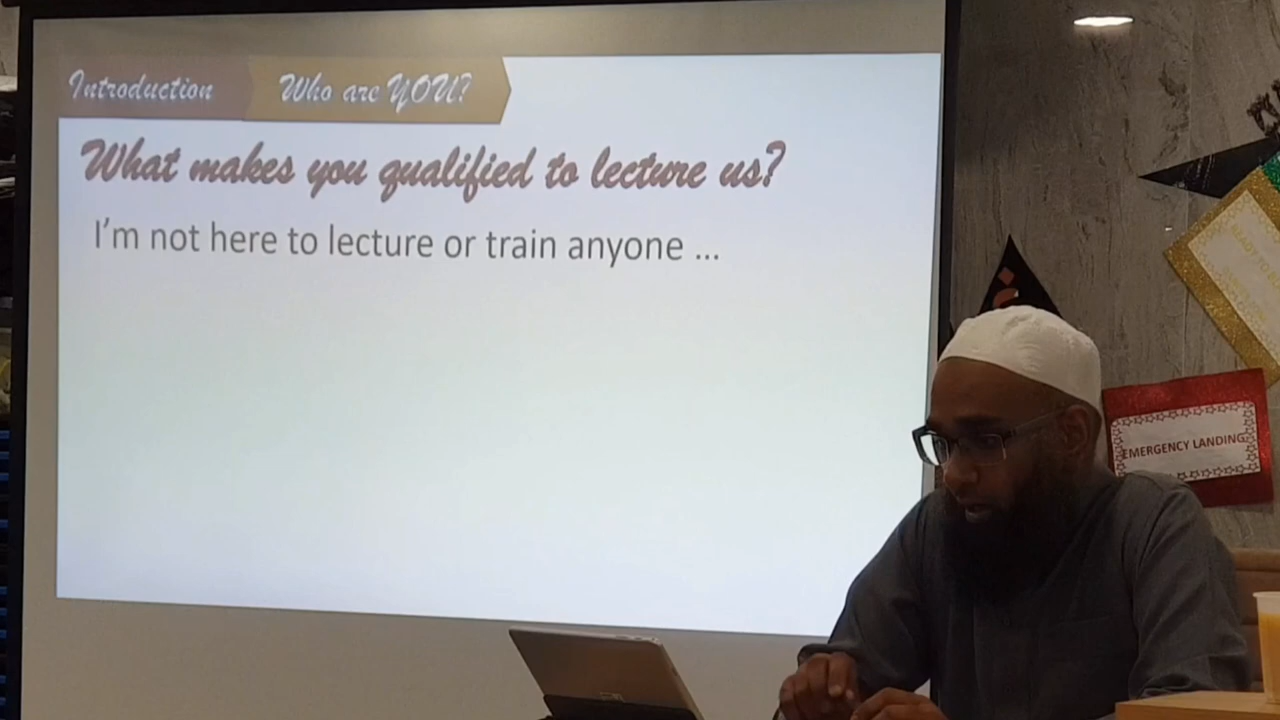 Introduction
Who are YOU?
What makes you qualified to lecture us?
I'm not here to lecture or train anyone ...
EMERGENCY LANDING